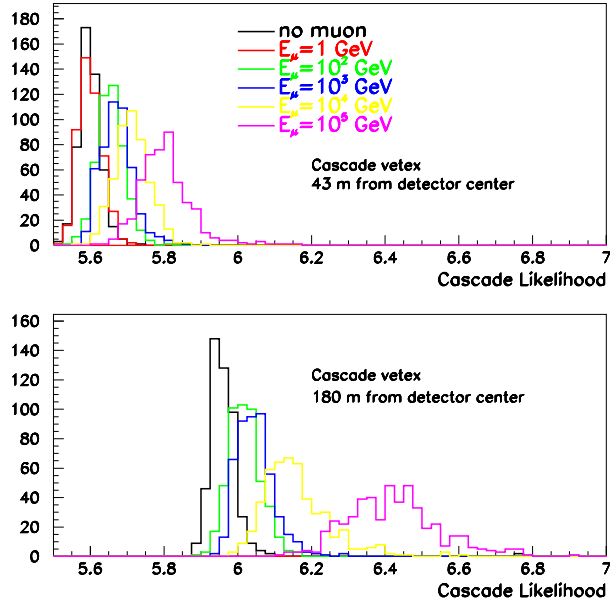 180
160
140
120
100
80
60
40
20
0
no muon
Eμ=1 GeV
Eμ=10² GeV
Eμ=10³ GeV
Eμ=10⁴ GeV
Eμ=10⁵ GeV
Cascade vetex
43 m from detector center
5.6 5.8 6 6.2 6.4 6.6 6.8 7
Cascade Likelihood
160
140
120
100
80
60
40
20
0
Cascade vetex
180 m from detector center
5.6 5.8 6 6.2 6.4 6.6 6.8 7
Cascade Likelihood